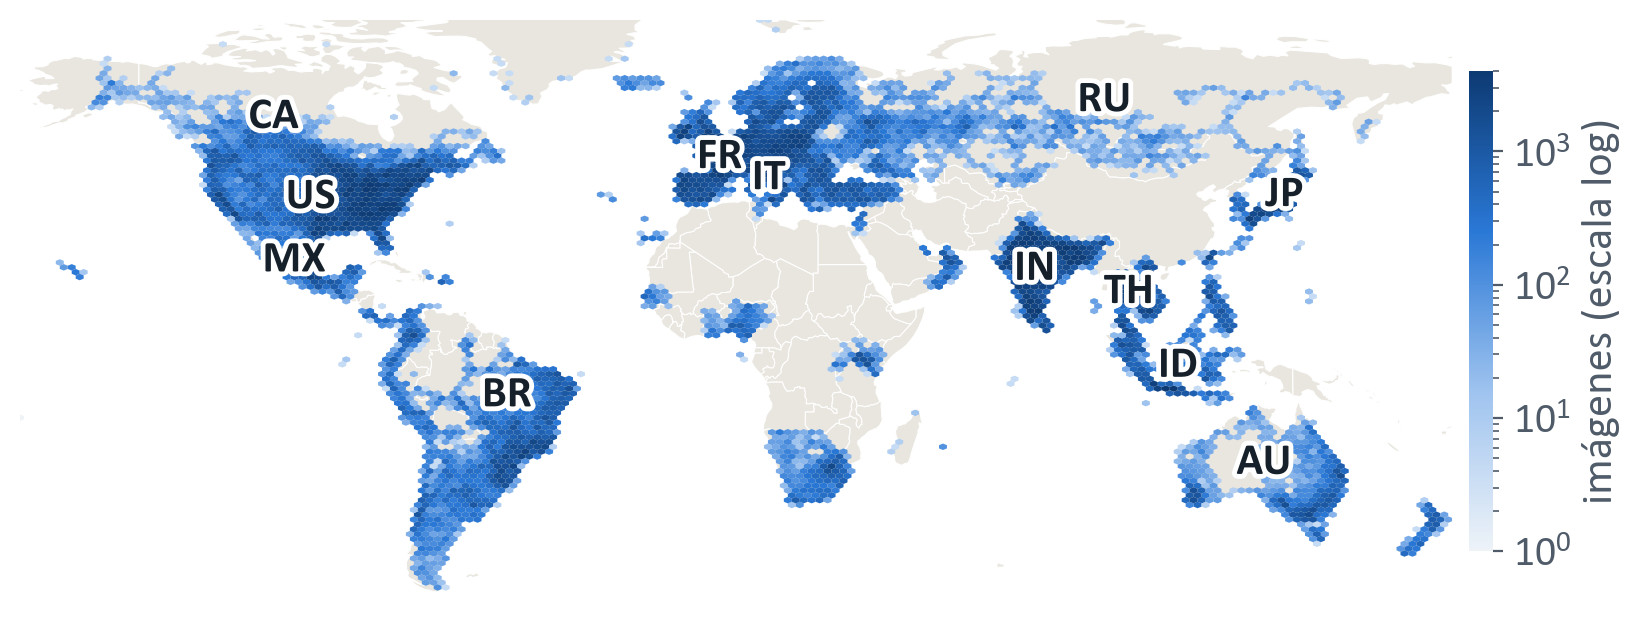 CA
RU
FR
IT
US
JP
MX
IN
TH
ID
BR
AU
10³
10²
10¹
10⁰
imágenes (escala log)